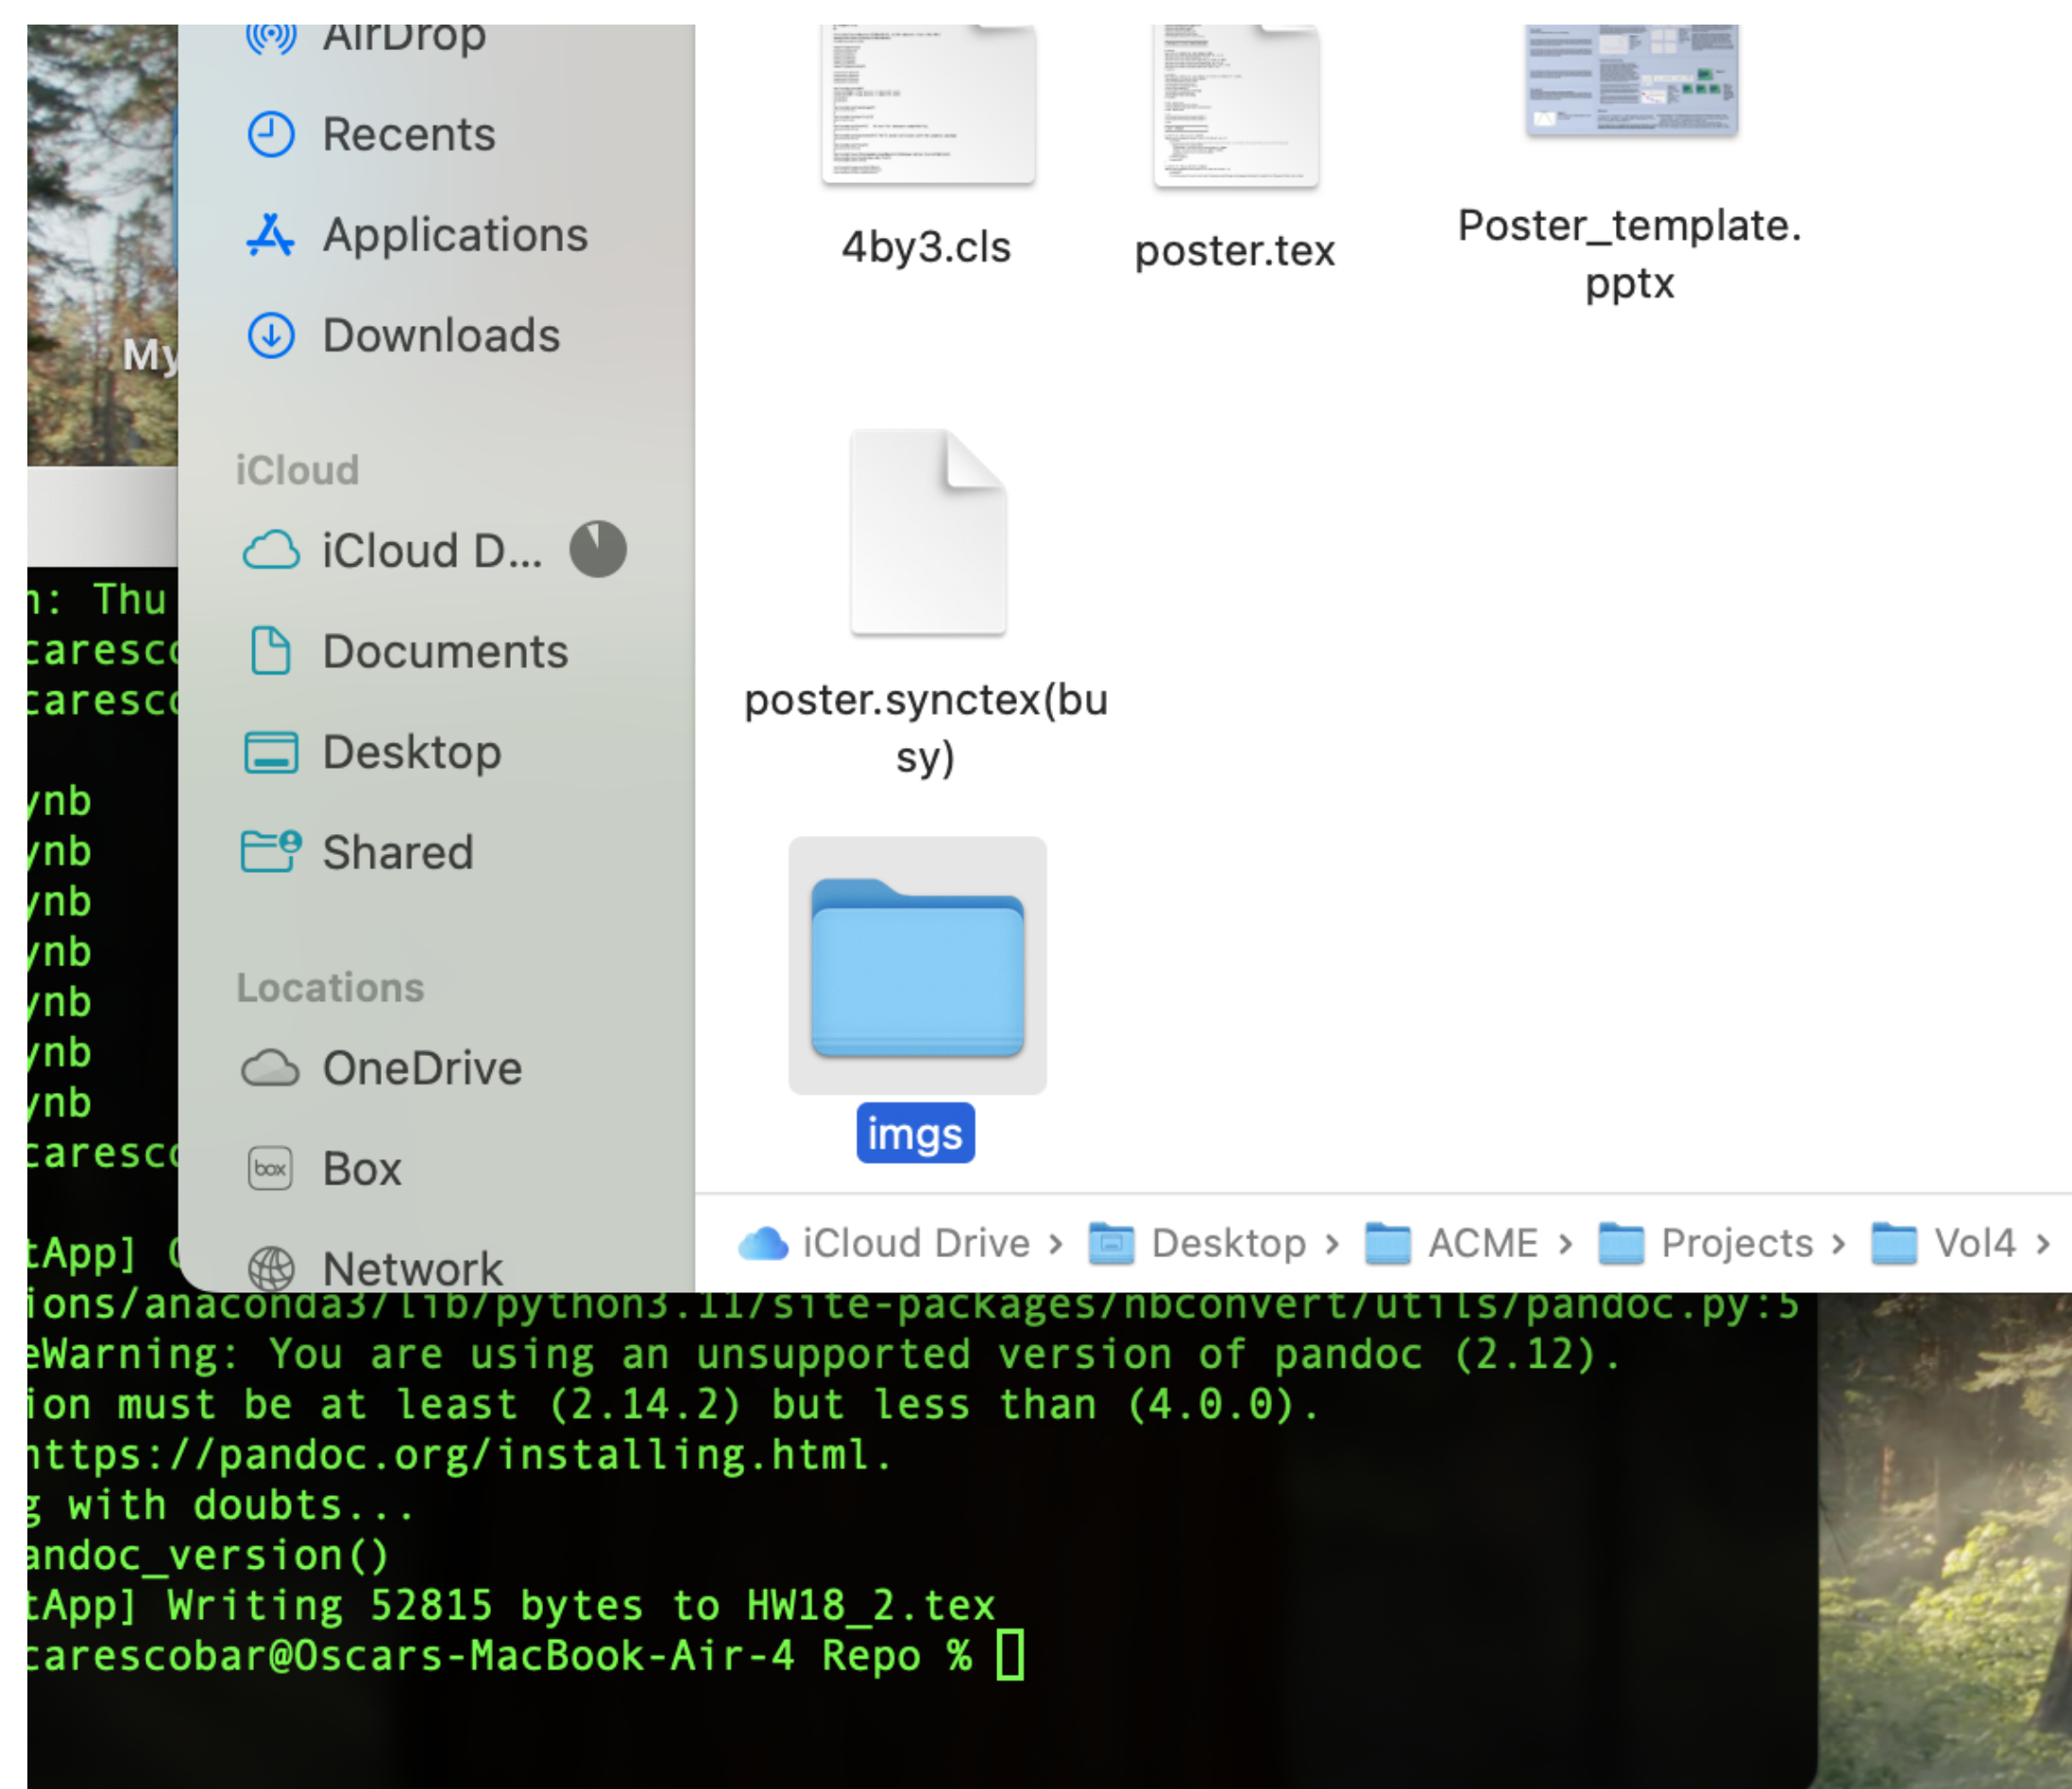 AirDrop
Recents
Applications
Downloads
iCloud
iCloud D...
Documents
Desktop
Shared
Locations
OneDrive
Box
box
Network
My
4by3.cls
poster.tex
Poster_template.
pptx
poster.synctex(bu
sy)
imgs
iCloud Drive › Desktop › ACME › Projects › Vol4 ›
n: Thu
caresco
caresco
ynb
ynb
ynb
ynb
ynb
ynb
ynb
caresco
tApp]
ions/anaconda3/lib/python3.11/site-packages/nbconvert/utils/pandoc.py:5
eWarning: You are using an unsupported version of pandoc (2.12).
ion must be at least (2.14.2) but less than (4.0.0).
https://pandoc.org/installing.html.
g with doubts...
andoc_version()
tApp] Writing 52815 bytes to HW18_2.tex
carescobar@Oscars-MacBook-Air-4 Repo %